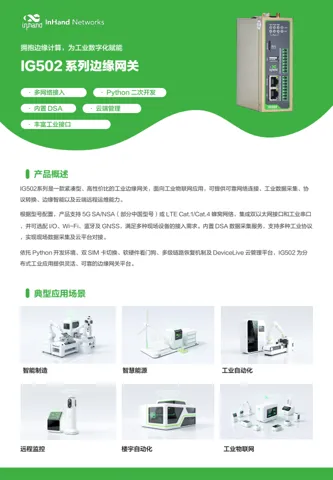 inhand InHand Networks
拥抱边缘计算，为工业数字化赋能
IG502 系列边缘网关
· 多网络接入
· Python 二次开发
· 内置 DSA
· 云端管理
· 丰富工业接口
产品概述
IG502系列是一款紧凑型、高性价比的工业边缘网关，面向工业物联网应用，可提供可靠网络连接、工业数据采集、协
议转换、边缘智能以及云端远程运维能力。
根据型号配置，产品支持 5G SA/NSA（部分中国型号）或 LTE Cat.1/Cat.4 蜂窝网络，集成双以太网接口和工业串口
，并可选配 I/O、Wi-Fi、蓝牙及 GNSS，满足多种现场设备的接入需求。内置 DSA 数据采集服务，支持多种工业协议
，实现现场数据采集及云平台对接。
依托 Python 开发环境、双 SIM 卡切换、软硬件看门狗、多级链路恢复机制及 DeviceLive 云管理平台，IG502 为分
布式工业应用提供灵活、可靠的边缘网关平台。
典型应用场景
智能制造
智慧能源
工业自动化
远程监控
楼宇自动化
工业物联网